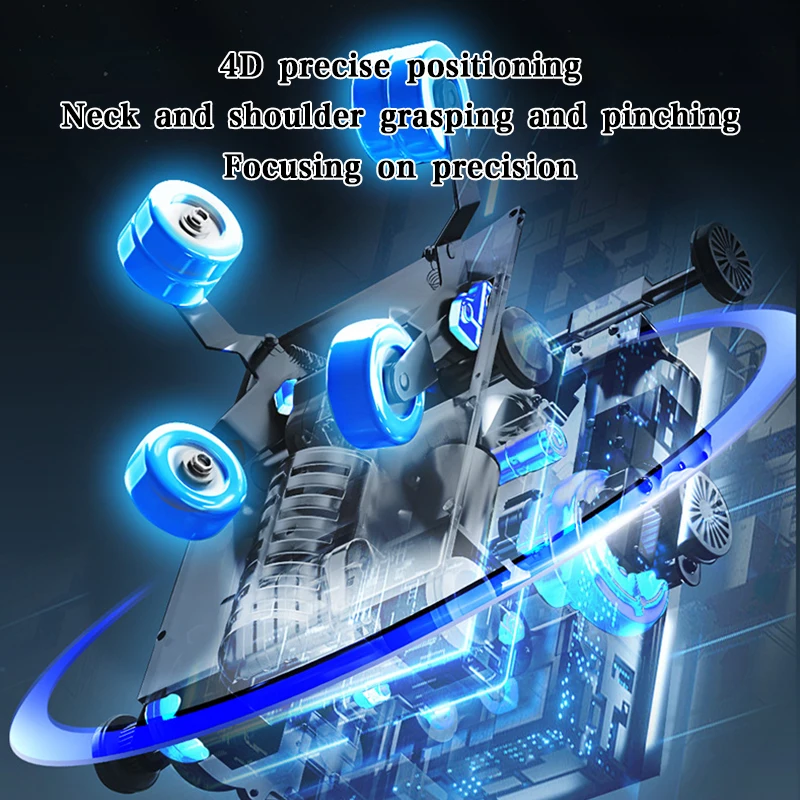 4D precise positioning
Neck and shoulder grasping and pinching
Focusing on precision